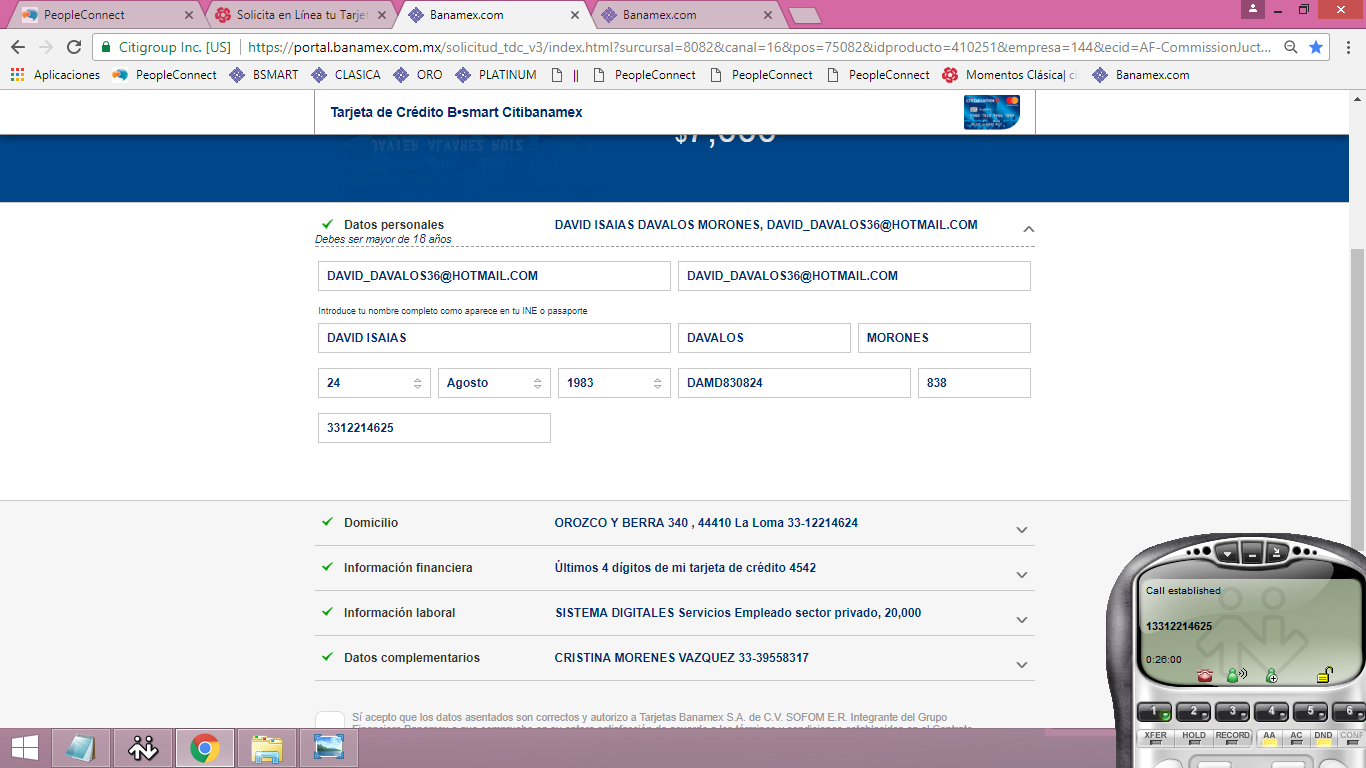 PeopleConnect
Solicita en Línea tu Tarjet
Banamex.com
Banamex.com
Citigroup Inc. [US] https://portal.banamex.com.mx/solicitud_tdc_v3/index.html?surcursal=8082&canal=16&pos=75082&idproducto=410251&empresa=144&ecid=AF-CommissionJuct...
Aplicaciones PeopleConnect BSMART CLASICA ORO PLATINUM || PeopleConnect PeopleConnect PeopleConnect Momentos Clásica| ci Banamex.com
Tarjeta de Crédito B•smart Citibanamex
citibanamex
JAVIER ALVAREZ RUIZ
Datos personales DAVID ISAIAS DAVALOS MORONES, DAVID_DAVALOS36@HOTMAIL.COM
Debes ser mayor de 18 años
DAVID_DAVALOS36@HOTMAIL.COM DAVID_DAVALOS36@HOTMAIL.COM
Introduce tu nombre completo como aparece en tu INE o pasaporte
DAVID ISAIAS DAVALOS MORONES
24 Agosto 1983 DAMD830824 838
3312214625
Domicilio OROZCO Y BERRA 340 , 44410 La Loma 33-12214624
Información financiera Últimos 4 dígitos de mi tarjeta de crédito 4542
Información laboral SISTEMA DIGITALES Servicios Empleado sector privado, 20,000
Datos complementarios CRISTINA MORENES VAZQUEZ 33-39558317
Sí acepto que los datos asentados son correctos y autorizo a Tarjetas Banamex S.A. de C.V. SOFOM E.R. Integrante del Grupo
Call established
13312214625
0:26:00
1 2 3 4 5 6
XFER HOLD RECORD AA AC DND CONF